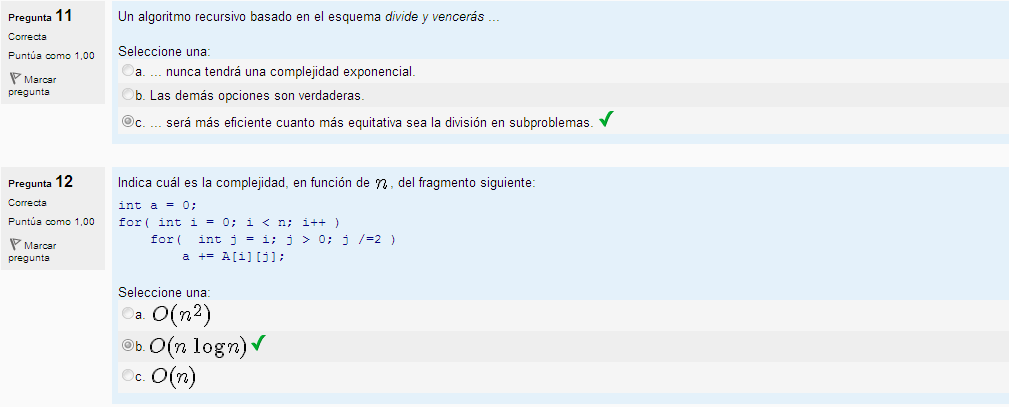 Pregunta 11
Correcta
Puntúa como 1,00
Marcar
pregunta
Un algoritmo recursivo basado en el esquema divide y vencerás ...
Seleccione una:
a. ... nunca tendrá una complejidad exponencial.
b. Las demás opciones son verdaderas.
c. ... será más eficiente cuanto más equitativa sea la división en subproblemas.
Pregunta 12
Correcta
Puntúa como 1,00
Marcar
pregunta
Indica cuál es la complejidad, en función de n, del fragmento siguiente:
int a = 0;
for( int i = 0; i < n; i++ )
for( int j = i; j > 0; j /=2 )
a += A[i][j];
Seleccione una:
a. O(n²)
b. O(n log n)
c. O(n)